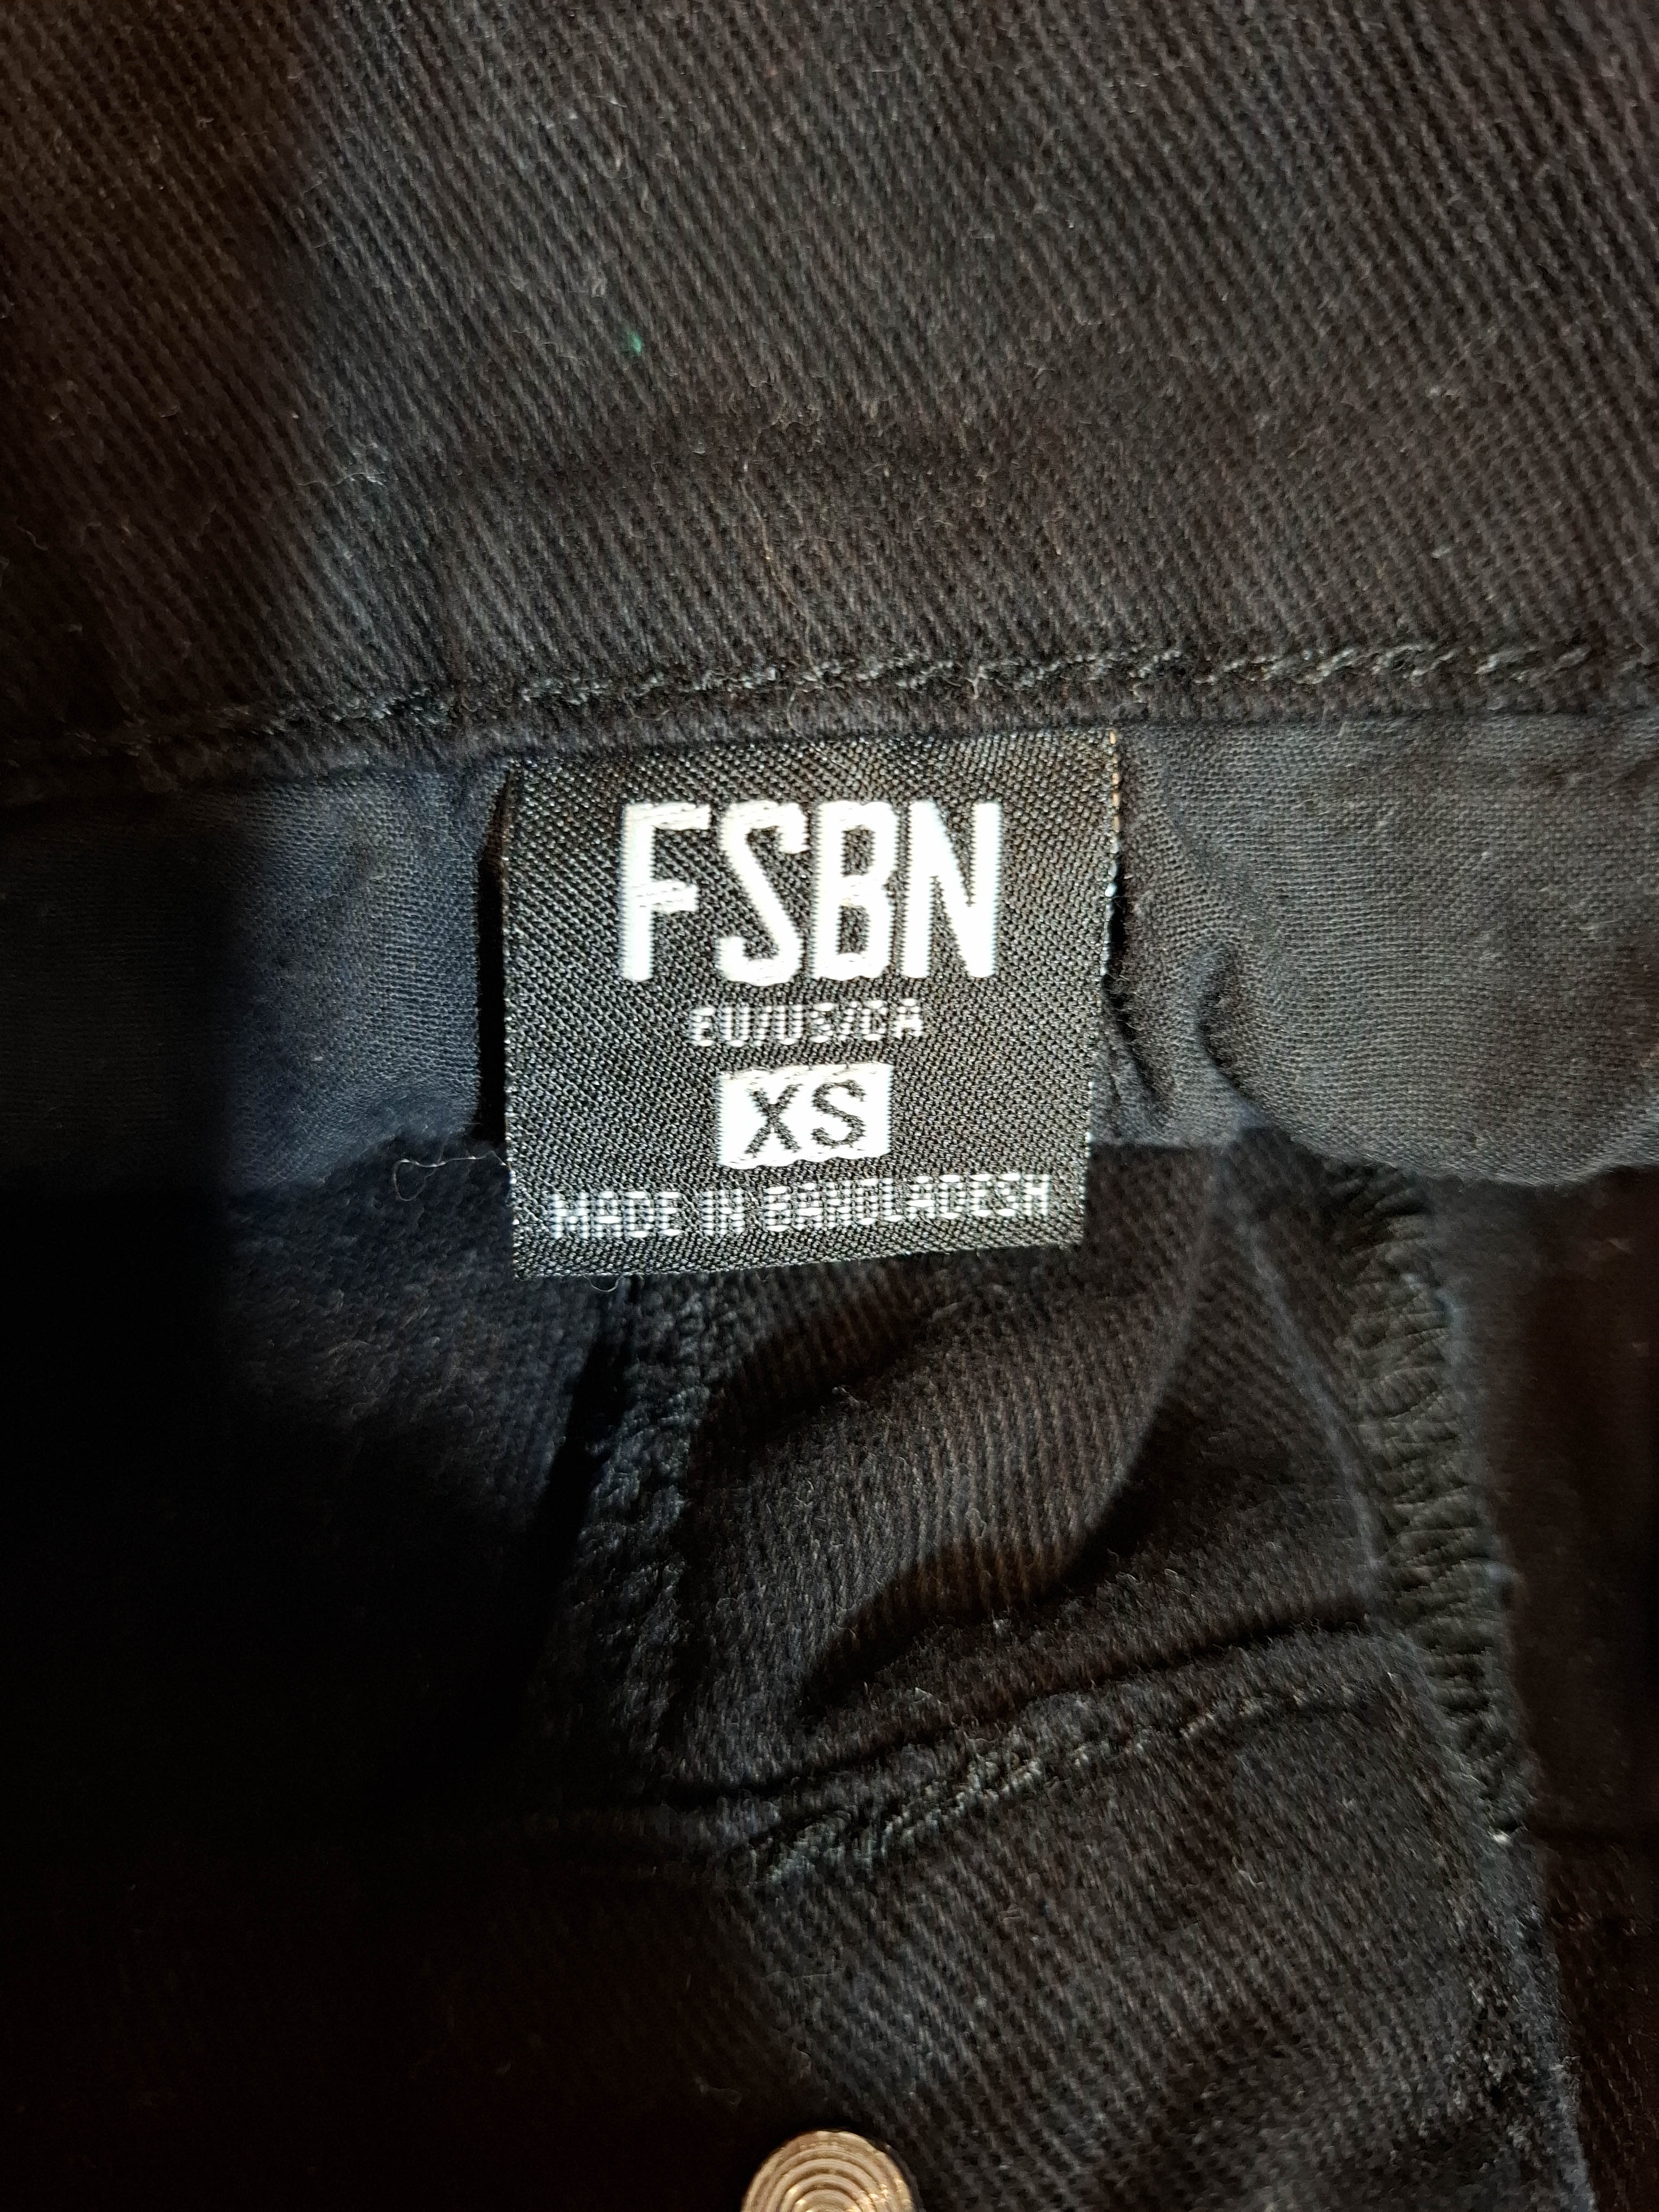 FSBN
EU/US/CA
XS
MADE IN BANGLADESH